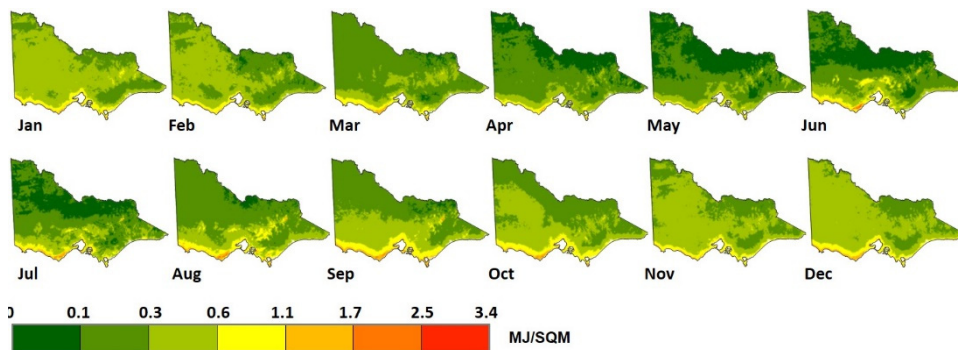 Jan Feb Mar Apr May Jun
Jul Aug Sep Oct Nov Dec
0 0.1 0.3 0.6 1.1 1.7 2.5 3.4
MJ/SQM